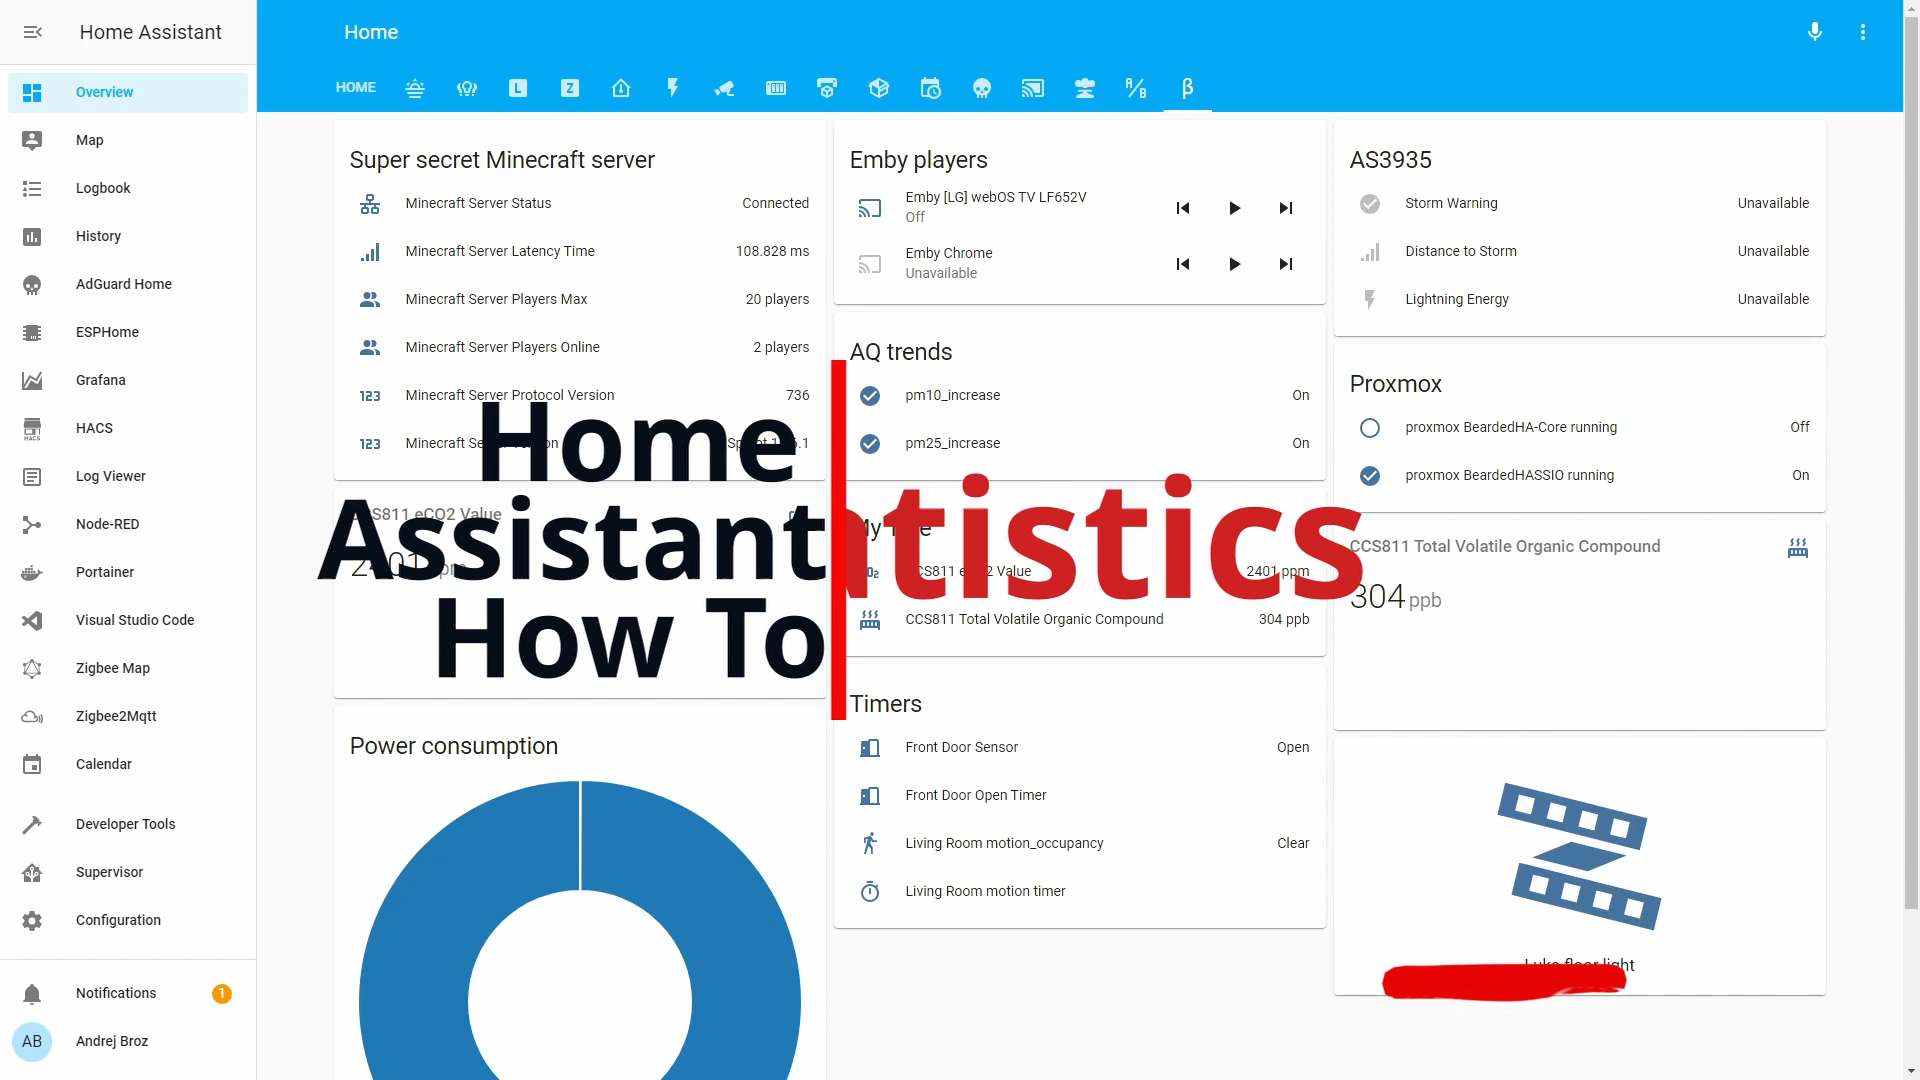 Home Assistant
Overview
Map
Logbook
History
AdGuard Home
ESPHome
Grafana
HACS
Log Viewer
Node-RED
Portainer
Visual Studio Code
Zigbee Map
Zigbee2Mqtt
Calendar
Developer Tools
Supervisor
Configuration
Notifications 1
AB Andrej Broz
Home
HOME
Super secret Minecraft server
Minecraft Server Status Connected
Minecraft Server Latency Time 108.828 ms
Minecraft Server Players Max 20 players
Minecraft Server Players Online 2 players
Minecraft Server Protocol Version 736
Minecraft
eCO2 Value
Power consumption
Home
Assistant
How To
tistics
Emby players
Emby [LG] webOS TV LF652V
Off
Emby Chrome
Unavailable
AQ trends
pm10_increase On
pm25_increase On
Value 2401 ppm
CCS811 Total Volatile Organic Compound 304 ppb
Timers
Front Door Sensor Open
Front Door Open Timer
Living Room motion_occupancy Clear
Living Room motion timer
AS3935
Storm Warning Unavailable
Distance to Storm Unavailable
Lightning Energy Unavailable
Proxmox
proxmox BeardedHA-Core running Off
proxmox BeardedHASSIO running On
CCS811 Total Volatile Organic Compound
304 ppb
light